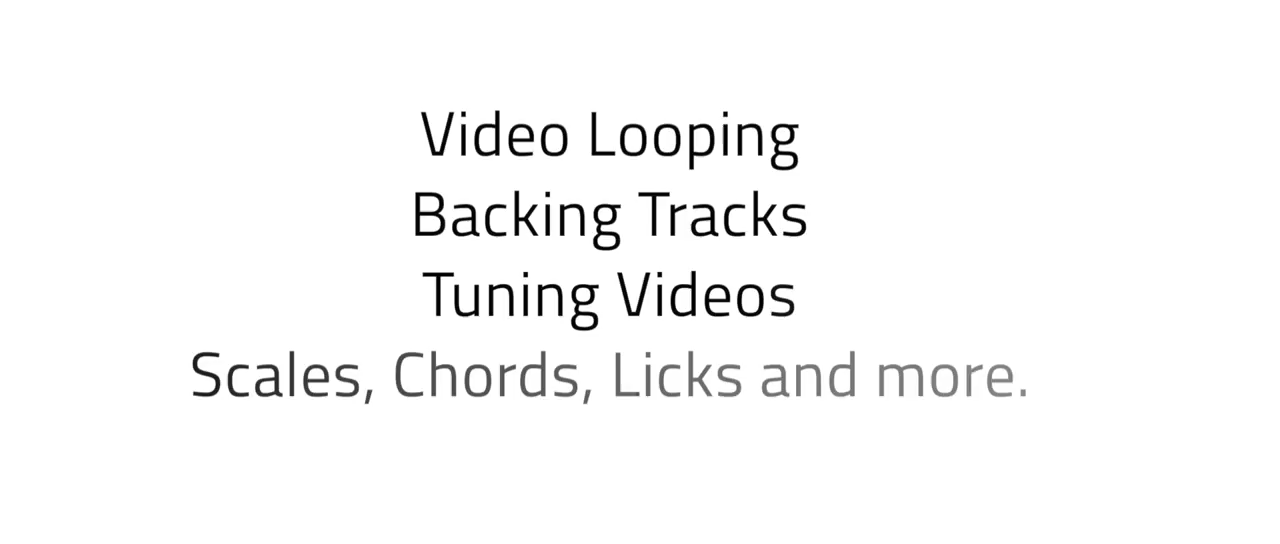 Video Looping
Backing Tracks
Tuning Videos
Scales, Chords, Licks and more.